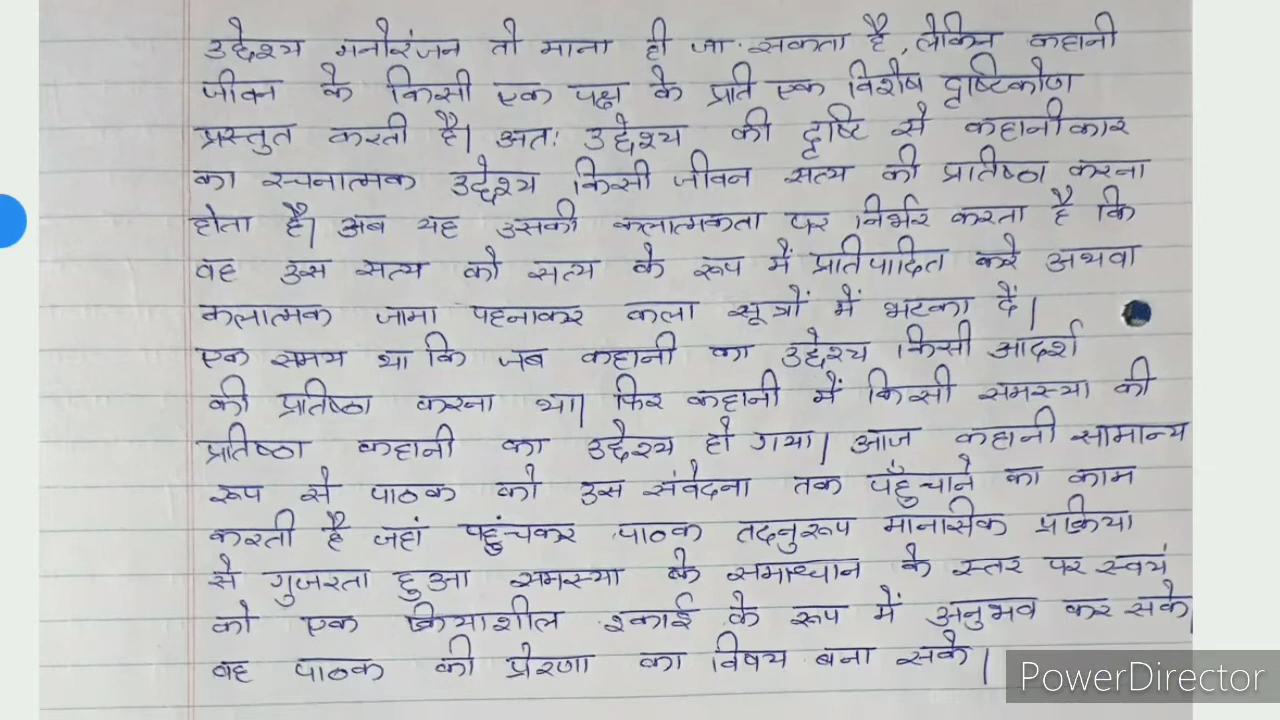 उद्देश्य मनोरंजन तो माना ही जा सकता है, लेकिन कहानी
जीवन के किसी एक पक्ष के प्रति एक विशेष दृष्टिकोण
प्रस्तुत करती है। अतः उद्देश्य की दृष्टि से कहानीकार
का रचनात्मक उद्देश्य किसी जीवन सत्य की प्रतिष्ठा करना
होता है। अब यह उसकी कलात्मकता पर निर्भर करता है कि
वह उस सत्य को सत्य के रूप में प्रतिपादित करे अथवा
कलात्मक जामा पहनाकर कला सूत्रों में भटका दें।
एक समय था कि जब कहानी का उद्देश्य किसी आदर्श
की प्रतिष्ठा करना था। फिर कहानी में किसी समस्या की
प्रतिष्ठा कहानी का उद्देश्य हो गया। आज कहानी सामान्य
रूप से पाठक को उस संवेदना तक पहुँचाने का काम
करती है जहां पहुंचकर पाठक तदनुरूप मानसिक प्रक्रिया
से गुजरता हुआ समस्या के समाधान के स्तर पर स्वयं
को एक क्रियाशील इकाई के रूप में अनुभव कर सके।
वह पाठक की प्रेरणा का विषय बना सके।
PowerDirector